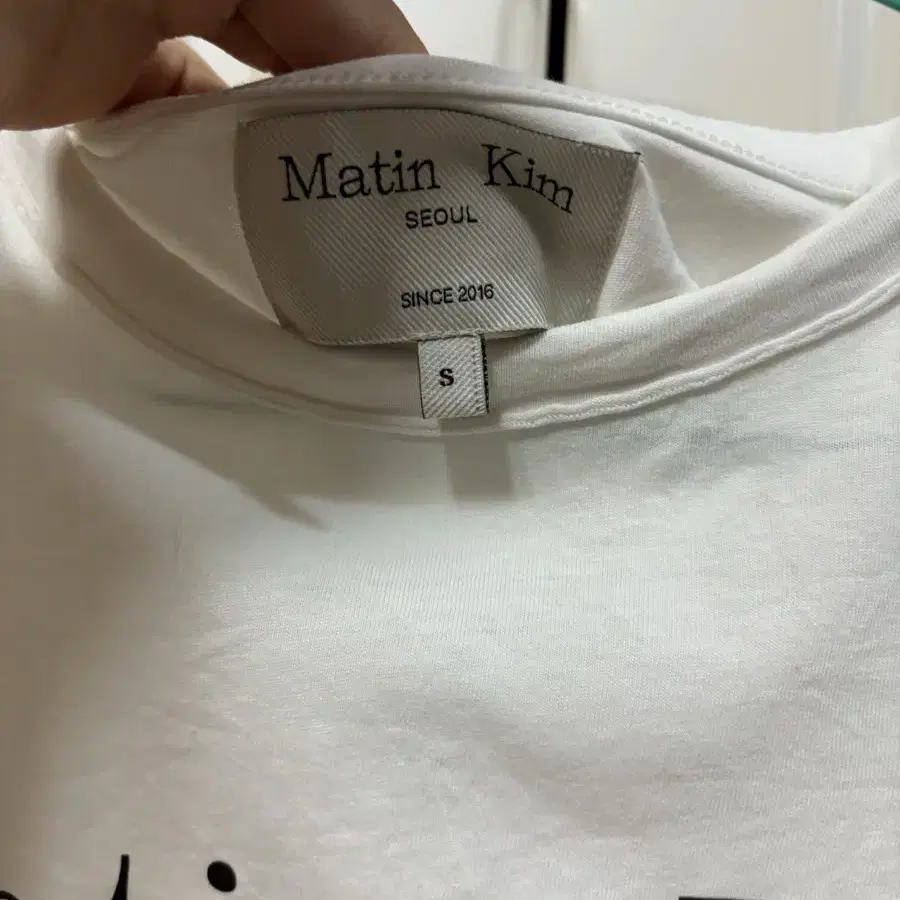 Matin Kim
SEOUL
SINCE 2016
S